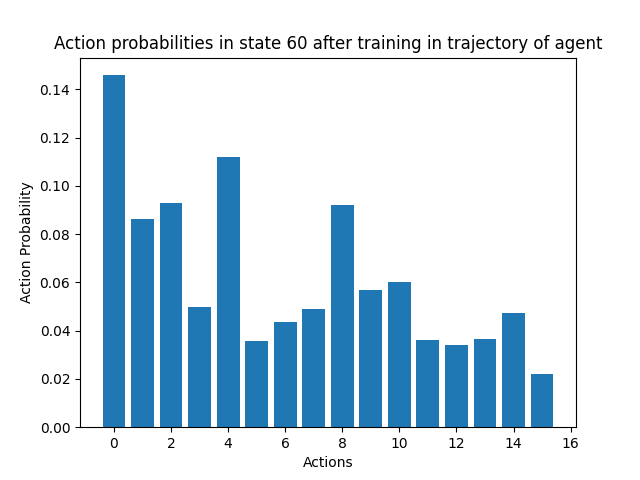 Action probabilities in state 60 after training in trajectory of agent
0.14
0.12
0.10
0.08
0.06
0.04
0.02
0.00
Action Probability
0 2 4 6 8 10 12 14 16
Actions